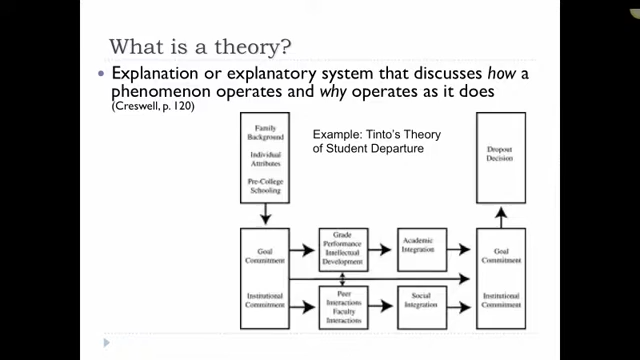 What is a theory?
• Explanation or explanatory system that discusses how a
phenomenon operates and why operates as it does
(Creswell, p. 120)
Example: Tinto's Theory
of Student Departure
Family
Background
Individual
Attributes
Pre-College
Schooling
Dropout
Decision
Goal
Commitment
Institutional
Commitment
Grade
Performance
Intellectual
Development
Academic
Integration
Peer
Interactions
Faculty
Interactions
Social
Integration
Goal
Commitment
Institutional
Commitment